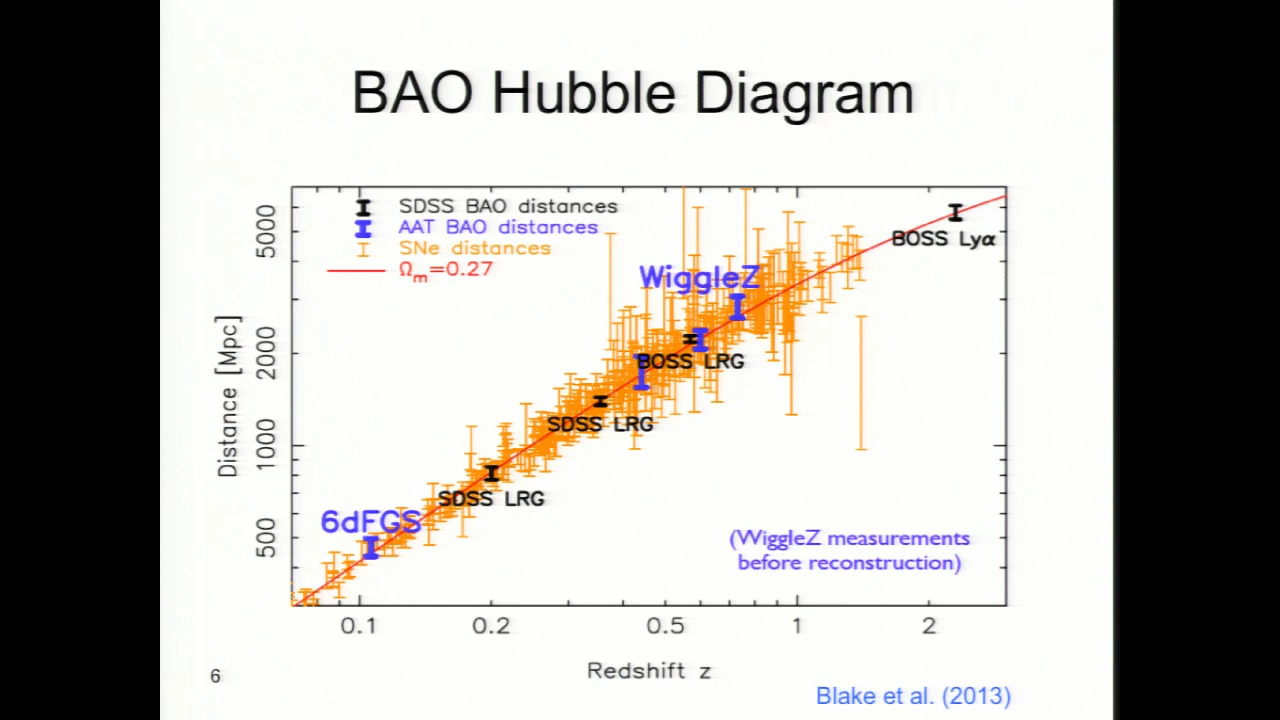 BAO Hubble Diagram
SDSS BAO distances
AAT BAO distances
SNe distances
Ωm=0.27
5000
2000
1000
500
Distance [Mpc]
BOSS Lyα
WiggleZ
BOSS LRG
SDSS LRG
SDSS LRG
6dFGS
(WiggleZ measurements
before reconstruction)
0.1
0.2
0.5
1
2
Redshift z
6
Blake et al. (2013)